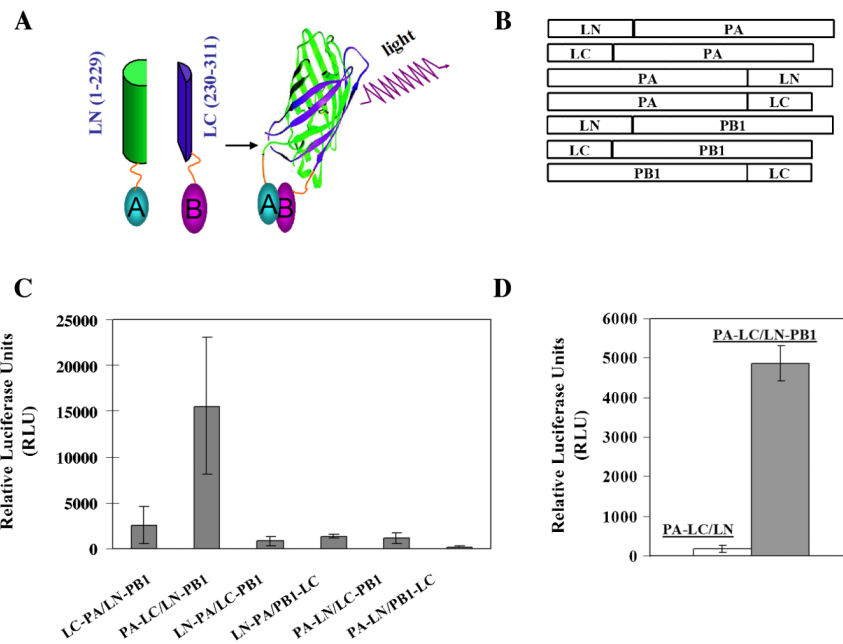 A
LN (1-229)
LC (230-311)
light
A
B
A B
B
LN PA
LC PA
PA LN
PA LC
LN PB1
LC PB1
PB1 LC
C
Relative Luciferase Units
(RLU)
25000
20000
15000
10000
5000
0
LC-PA/LN-PB1
PA-LC/LN-PB1
LN-PA/LC-PB1
LN-PA/PB1-LC
PA-LN/LC-PB1
PA-LN/PB1-LC
D
Relative Luciferase Units
(RLU)
6000
5000
4000
3000
2000
1000
0
PA-LC/LN-PB1
PA-LC/LN